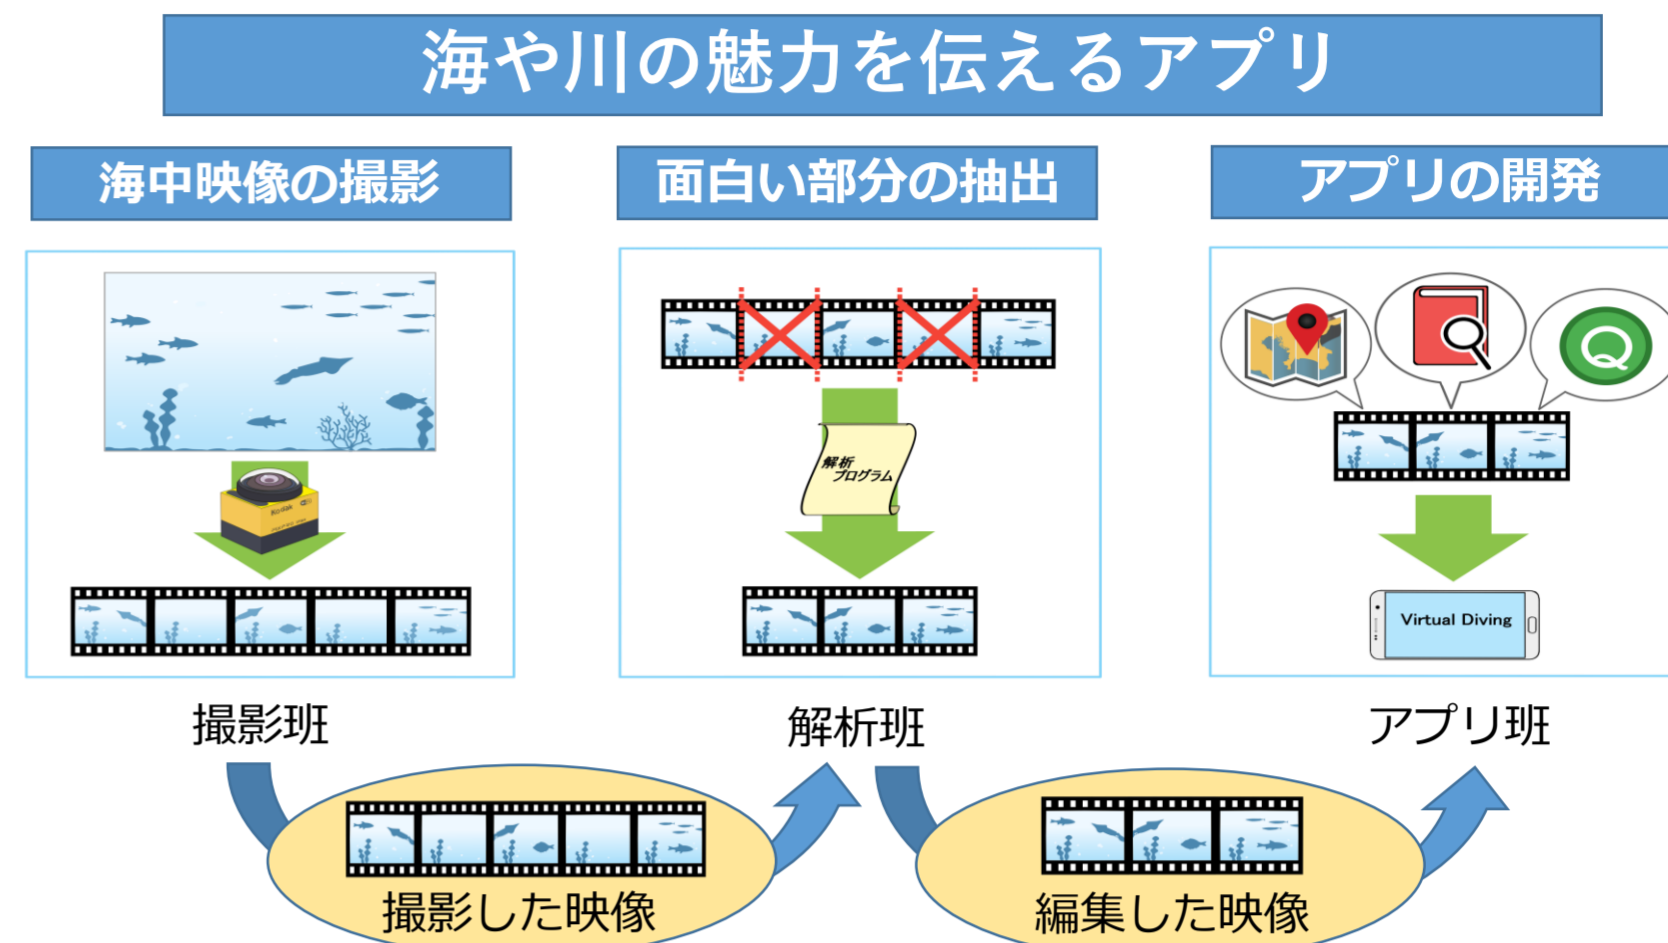 海や川の魅力を伝えるアプリ
海中映像の撮影
面白い部分の抽出
アプリの開発
Kodak
解析
プログラム
Q
Virtual Diving
撮影班
解析班
アプリ班
撮影した映像
編集した映像